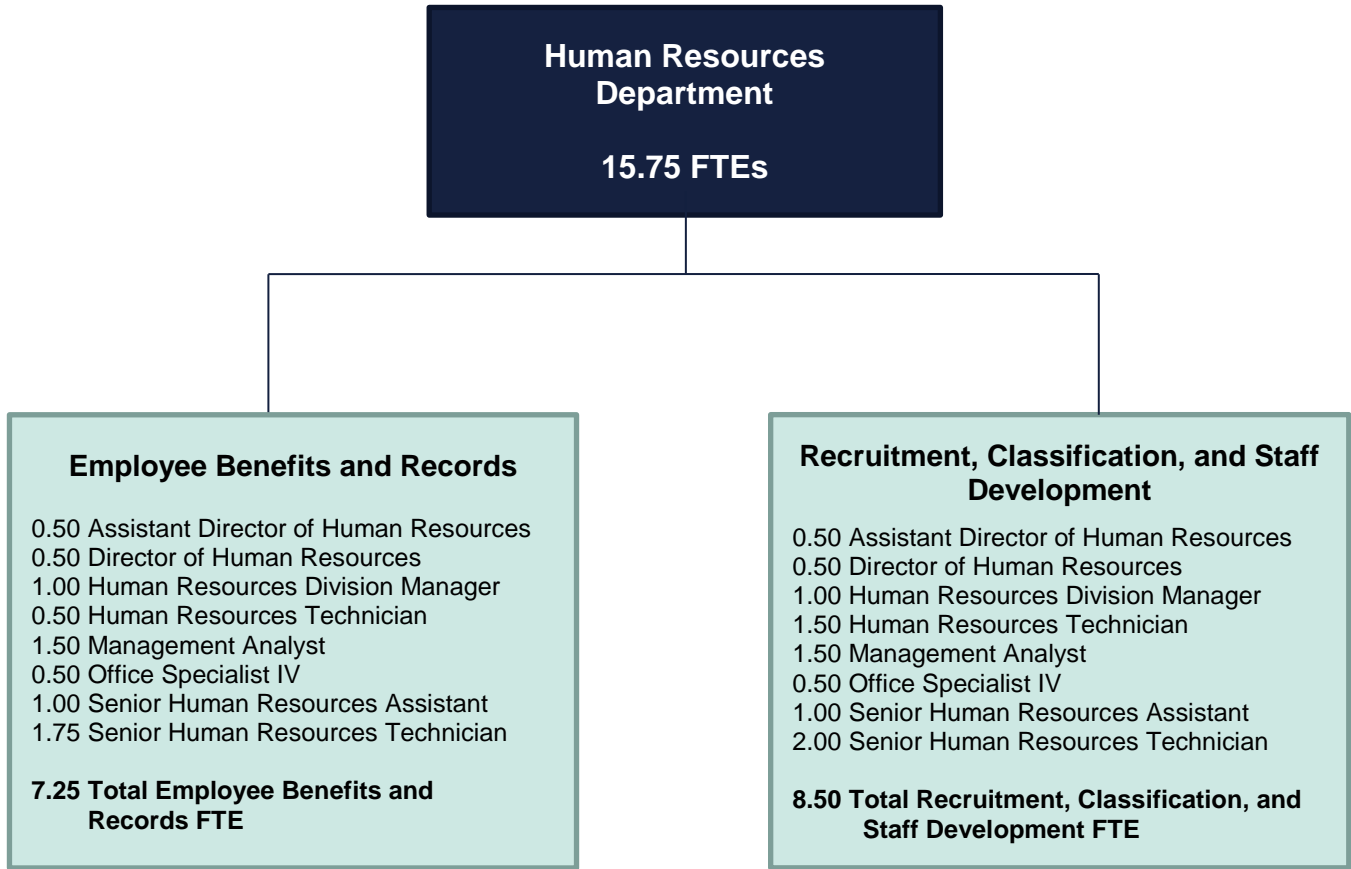 Human Resources
Department
15.75 FTEs
Employee Benefits and Records
0.50 Assistant Director of Human Resources
0.50 Director of Human Resources
1.00 Human Resources Division Manager
0.50 Human Resources Technician
1.50 Management Analyst
0.50 Office Specialist IV
1.00 Senior Human Resources Assistant
1.75 Senior Human Resources Technician
7.25 Total Employee Benefits and
Records FTE
Recruitment, Classification, and Staff
Development
0.50 Assistant Director of Human Resources
0.50 Director of Human Resources
1.00 Human Resources Division Manager
1.50 Human Resources Technician
1.50 Management Analyst
0.50 Office Specialist IV
1.00 Senior Human Resources Assistant
2.00 Senior Human Resources Technician
8.50 Total Recruitment, Classification, and
Staff Development FTE